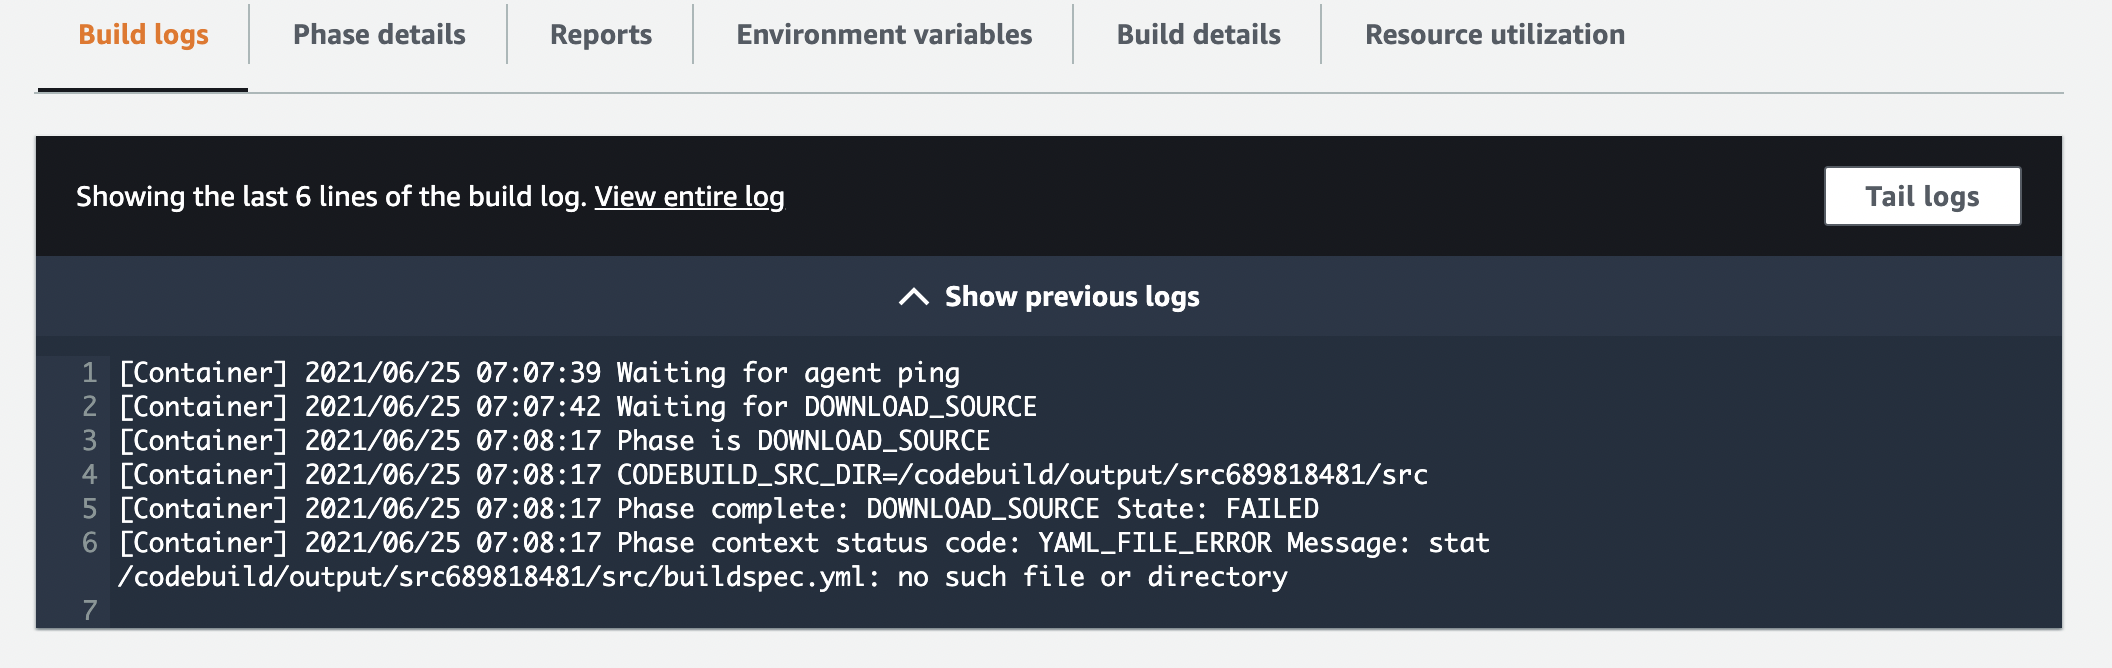 Build logs
Phase details
Reports
Environment variables
Build details
Resource utilization
Showing the last 6 lines of the build log. View entire log
Tail logs
Show previous logs
1 [Container] 2021/06/25 07:07:39 Waiting for agent ping
2 [Container] 2021/06/25 07:07:42 Waiting for DOWNLOAD_SOURCE
3 [Container] 2021/06/25 07:08:17 Phase is DOWNLOAD_SOURCE
4 [Container] 2021/06/25 07:08:17 CODEBUILD_SRC_DIR=/codebuild/output/src689818481/src
5 [Container] 2021/06/25 07:08:17 Phase complete: DOWNLOAD_SOURCE State: FAILED
6 [Container] 2021/06/25 07:08:17 Phase context status code: YAML_FILE_ERROR Message: stat
/codebuild/output/src689818481/src/buildspec.yml: no such file or directory
7